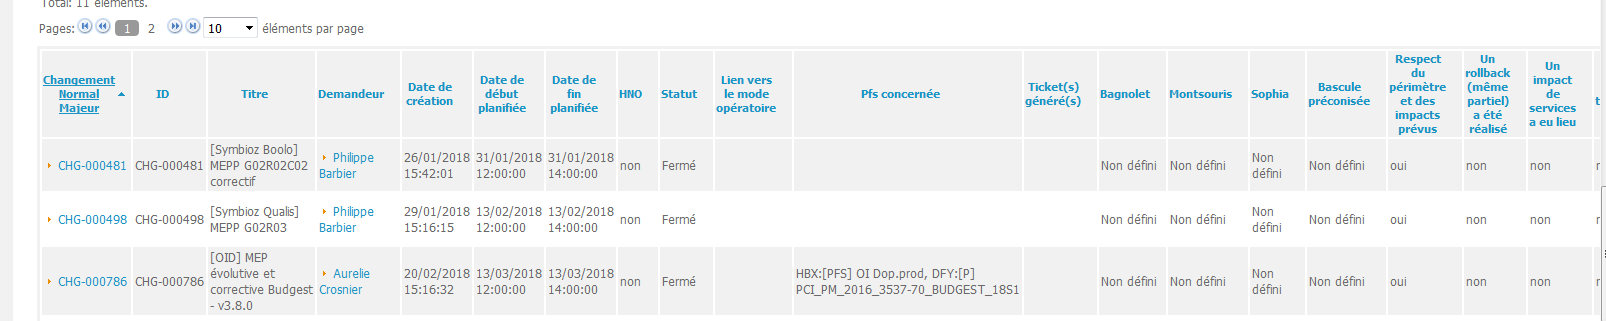 Total: 11 éléments.
Pages: 1 2 10 éléments par page
Changement Normal Majeur ID Titre Demandeur Date de création Date de début planifiée Date de fin planifiée HNO Statut Lien vers le mode opératoire Pfs concernée Ticket(s) généré(s) Bagnolet Montsouris Sophia Bascule préconisée Respect du périmètre et des impacts prévus Un rollback (même partiel) a été réalisé Un impact de services a eu lieu t
CHG-000481 CHG-000481 [Symbioz Boolo] MEPP G02R02C02 correctif Philippe Barbier 26/01/2018 15:42:01 31/01/2018 12:00:00 31/01/2018 14:00:00 non Fermé Non défini Non défini Non défini Non défini oui non non
CHG-000498 CHG-000498 [Symbioz Qualis] MEPP G02R03 Philippe Barbier 29/01/2018 15:16:15 13/02/2018 12:00:00 13/02/2018 14:00:00 non Fermé Non défini Non défini Non défini Non défini oui non non
CHG-000786 CHG-000786 [OID] MEP évolutive et corrective Budgest - v3.8.0 Aurelie Crosnier 20/02/2018 15:16:32 13/03/2018 12:00:00 13/03/2018 14:00:00 non Fermé HBX:[PFS] OI Dop.prod, DFY:[P] PCI_PM_2016_3537-70_BUDGEST_18S1 Non défini Non défini Non défini Non défini oui non non